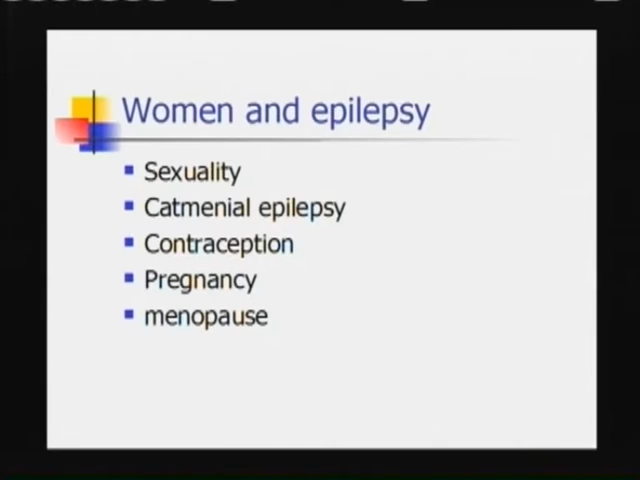 Women and epilepsy
Sexuality
Catmenial epilepsy
Contraception
Pregnancy
menopause